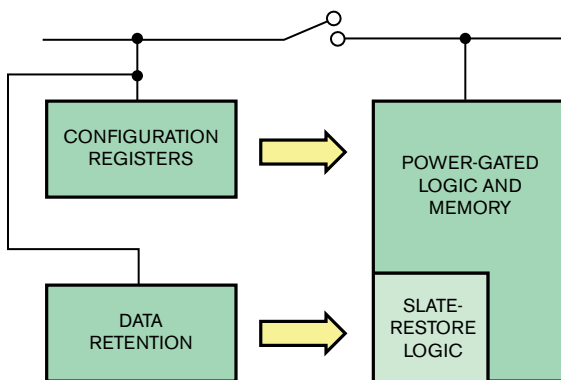 CONFIGURATION
REGISTERS
POWER-GATED
LOGIC AND
MEMORY
DATA
RETENTION
SLATE-
RESTORE
LOGIC